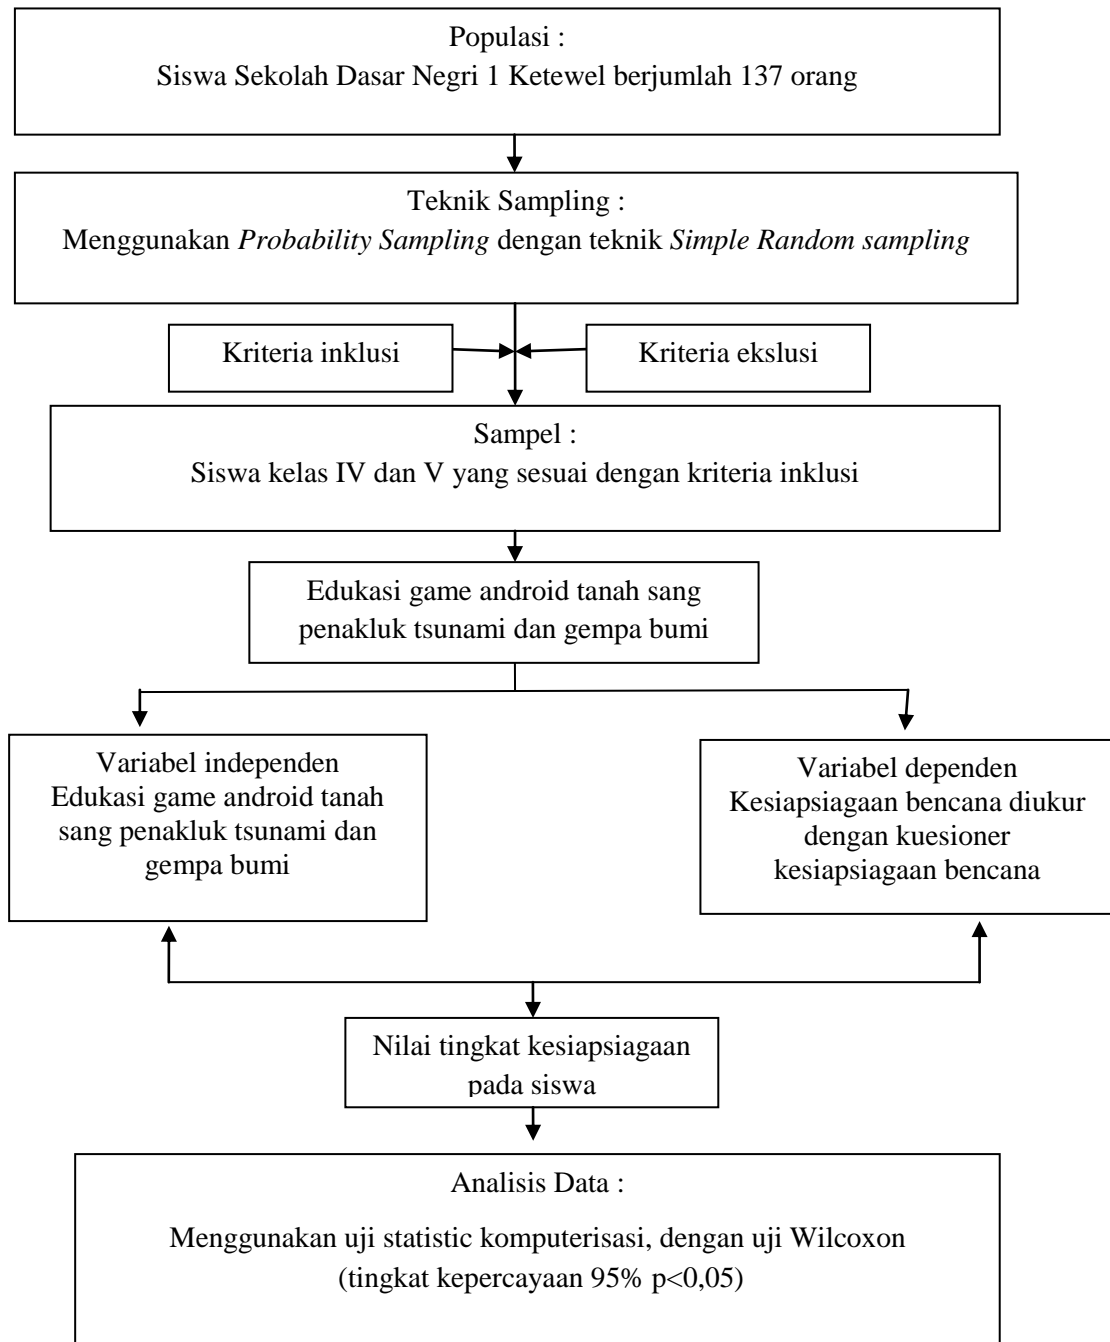 Populasi :
Siswa Sekolah Dasar Negri 1 Ketewel berjumlah 137 orang
Teknik Sampling :
Menggunakan Probability Sampling dengan teknik Simple Random sampling
Kriteria inklusi
Kriteria ekslusi
Sampel :
Siswa kelas IV dan V yang sesuai dengan kriteria inklusi
Edukasi game android tanah sang
penakluk tsunami dan gempa bumi
Variabel independen
Edukasi game android tanah
sang penakluk tsunami dan
gempa bumi
Variabel dependen
Kesiapsiagaan bencana diukur
dengan kuesioner
kesiapsiagaan bencana
Nilai tingkat kesiapsiagaan
pada siswa
Analisis Data :
Menggunakan uji statistic komputerisasi, dengan uji Wilcoxon
(tingkat kepercayaan 95% p<0,05)